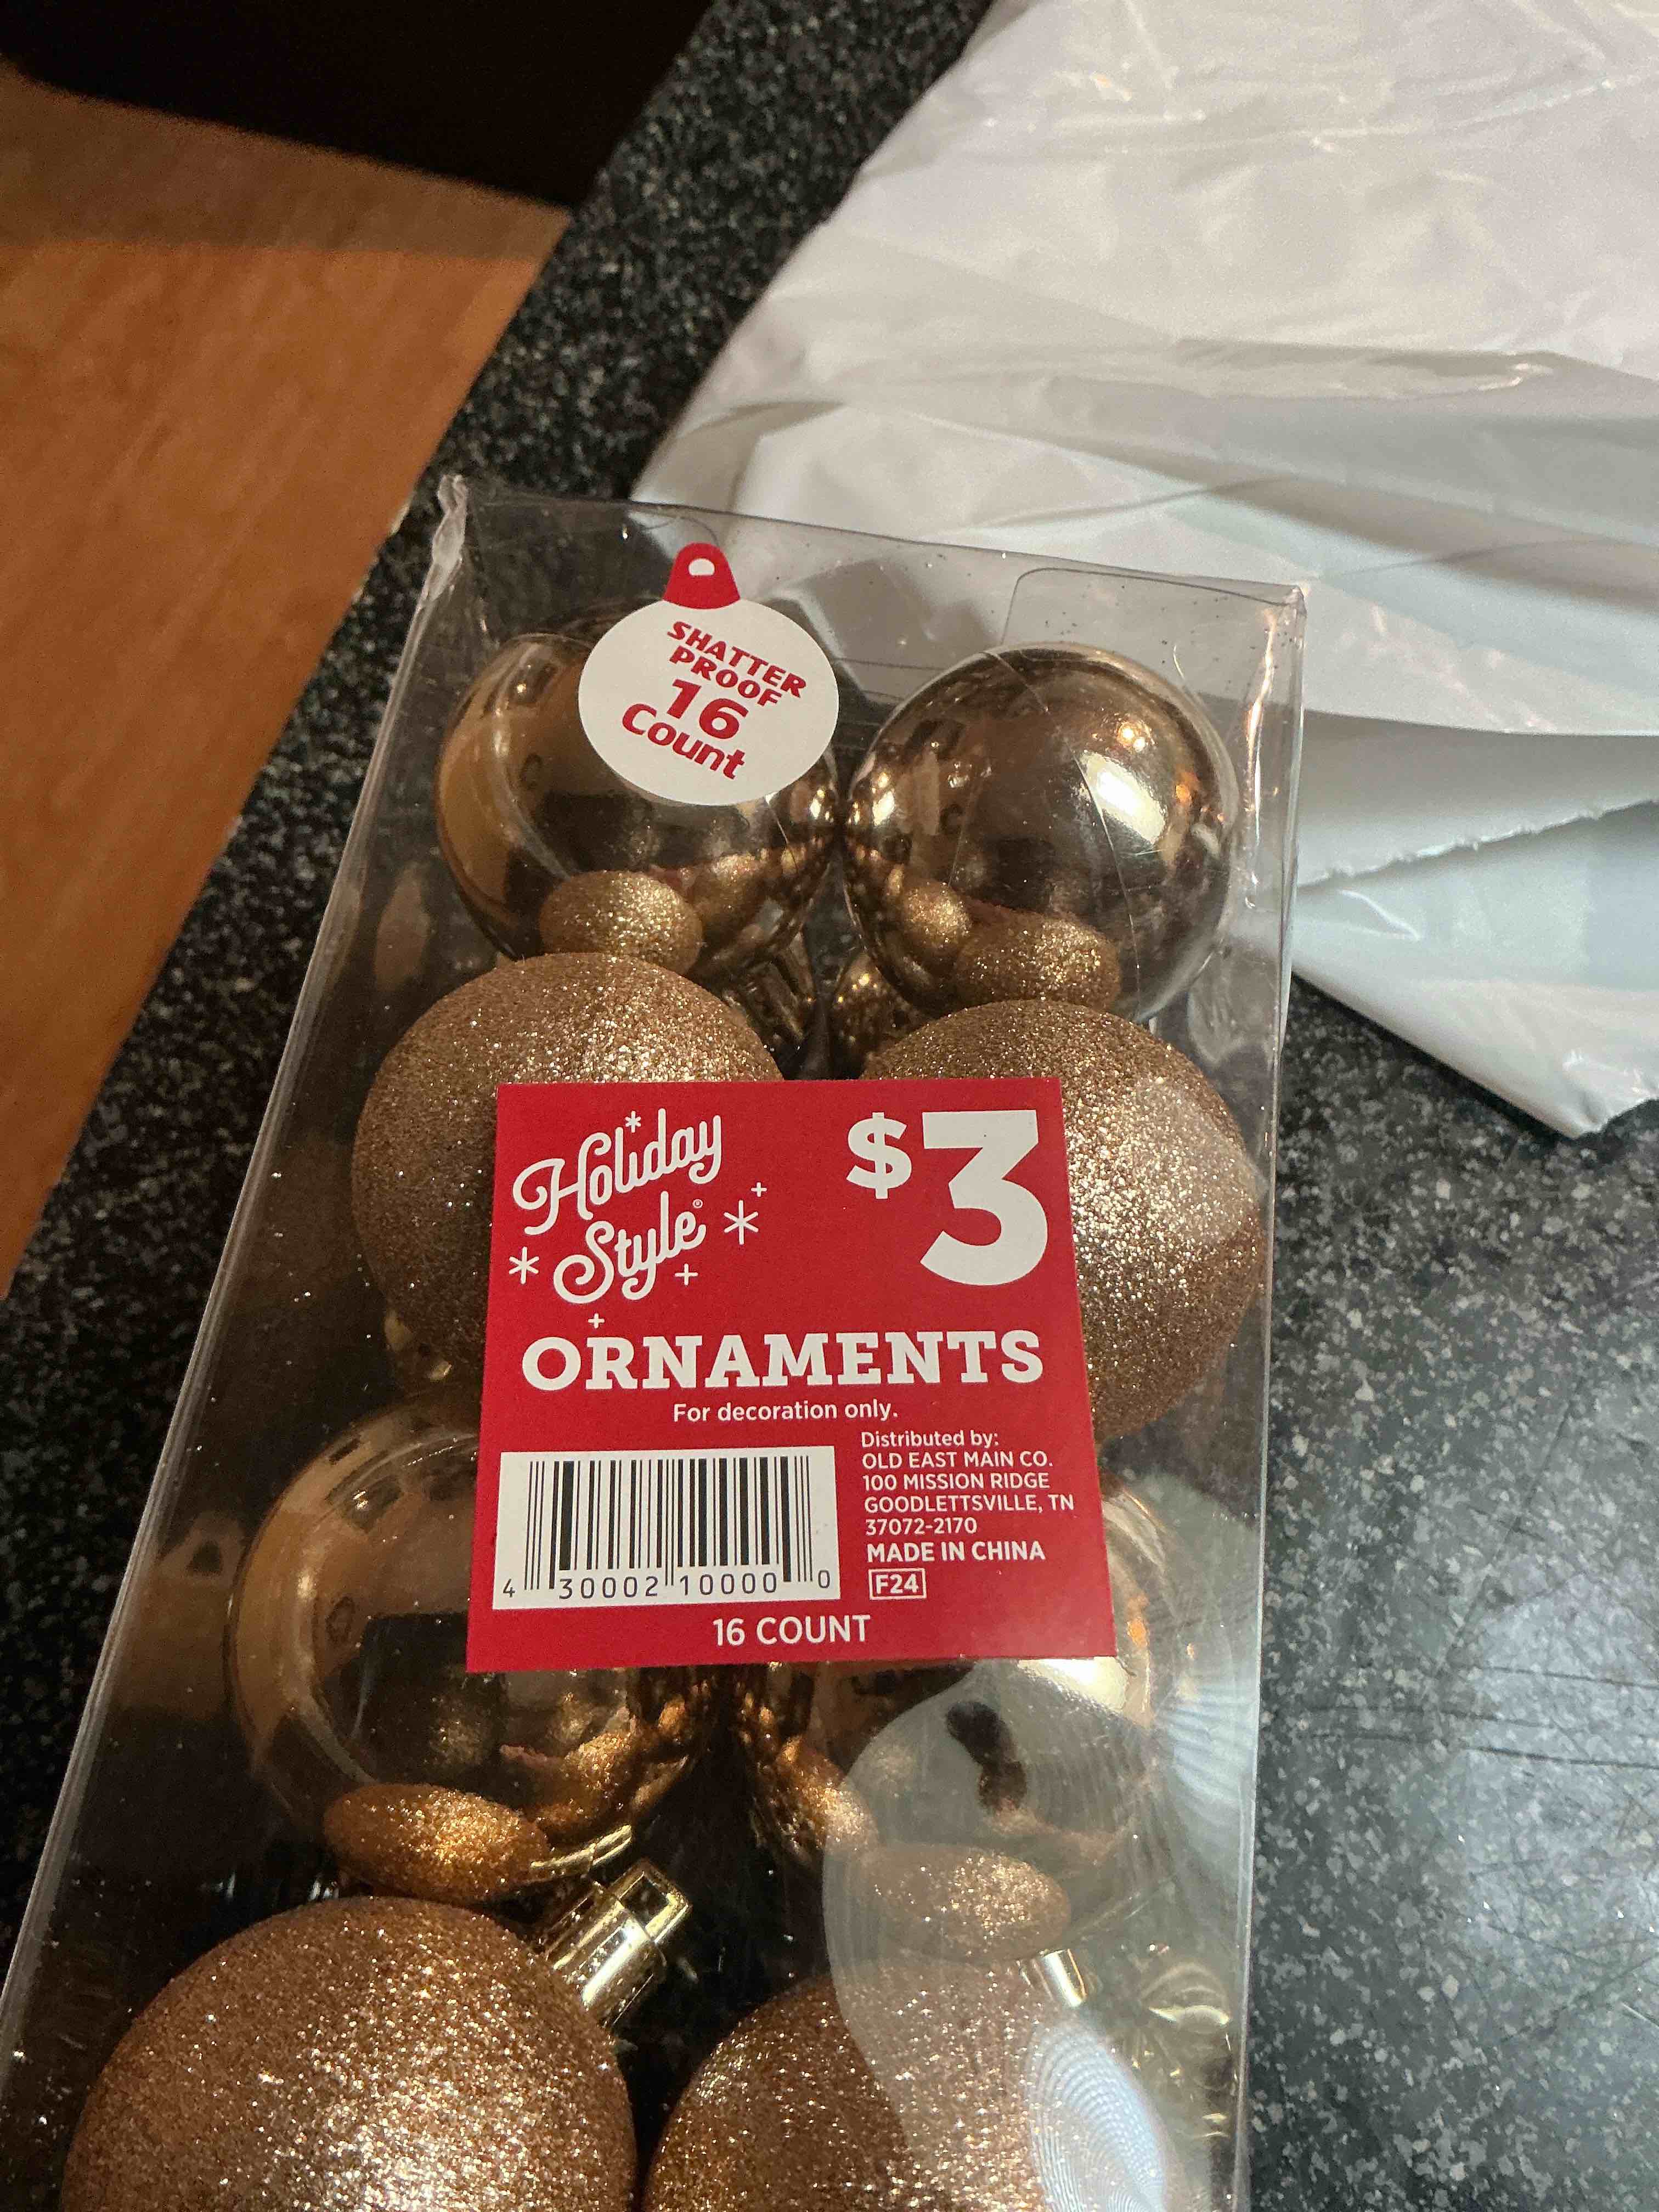 SHATTER
PROOF
16
Count
Holiday
Style®
$3
ORNAMENTS
For decoration only.
4 30002 10000 0
Distributed by:
OLD EAST MAIN CO.
100 MISSION RIDGE
GOODLETTSVILLE, TN
37072-2170
MADE IN CHINA
F24
16 COUNT